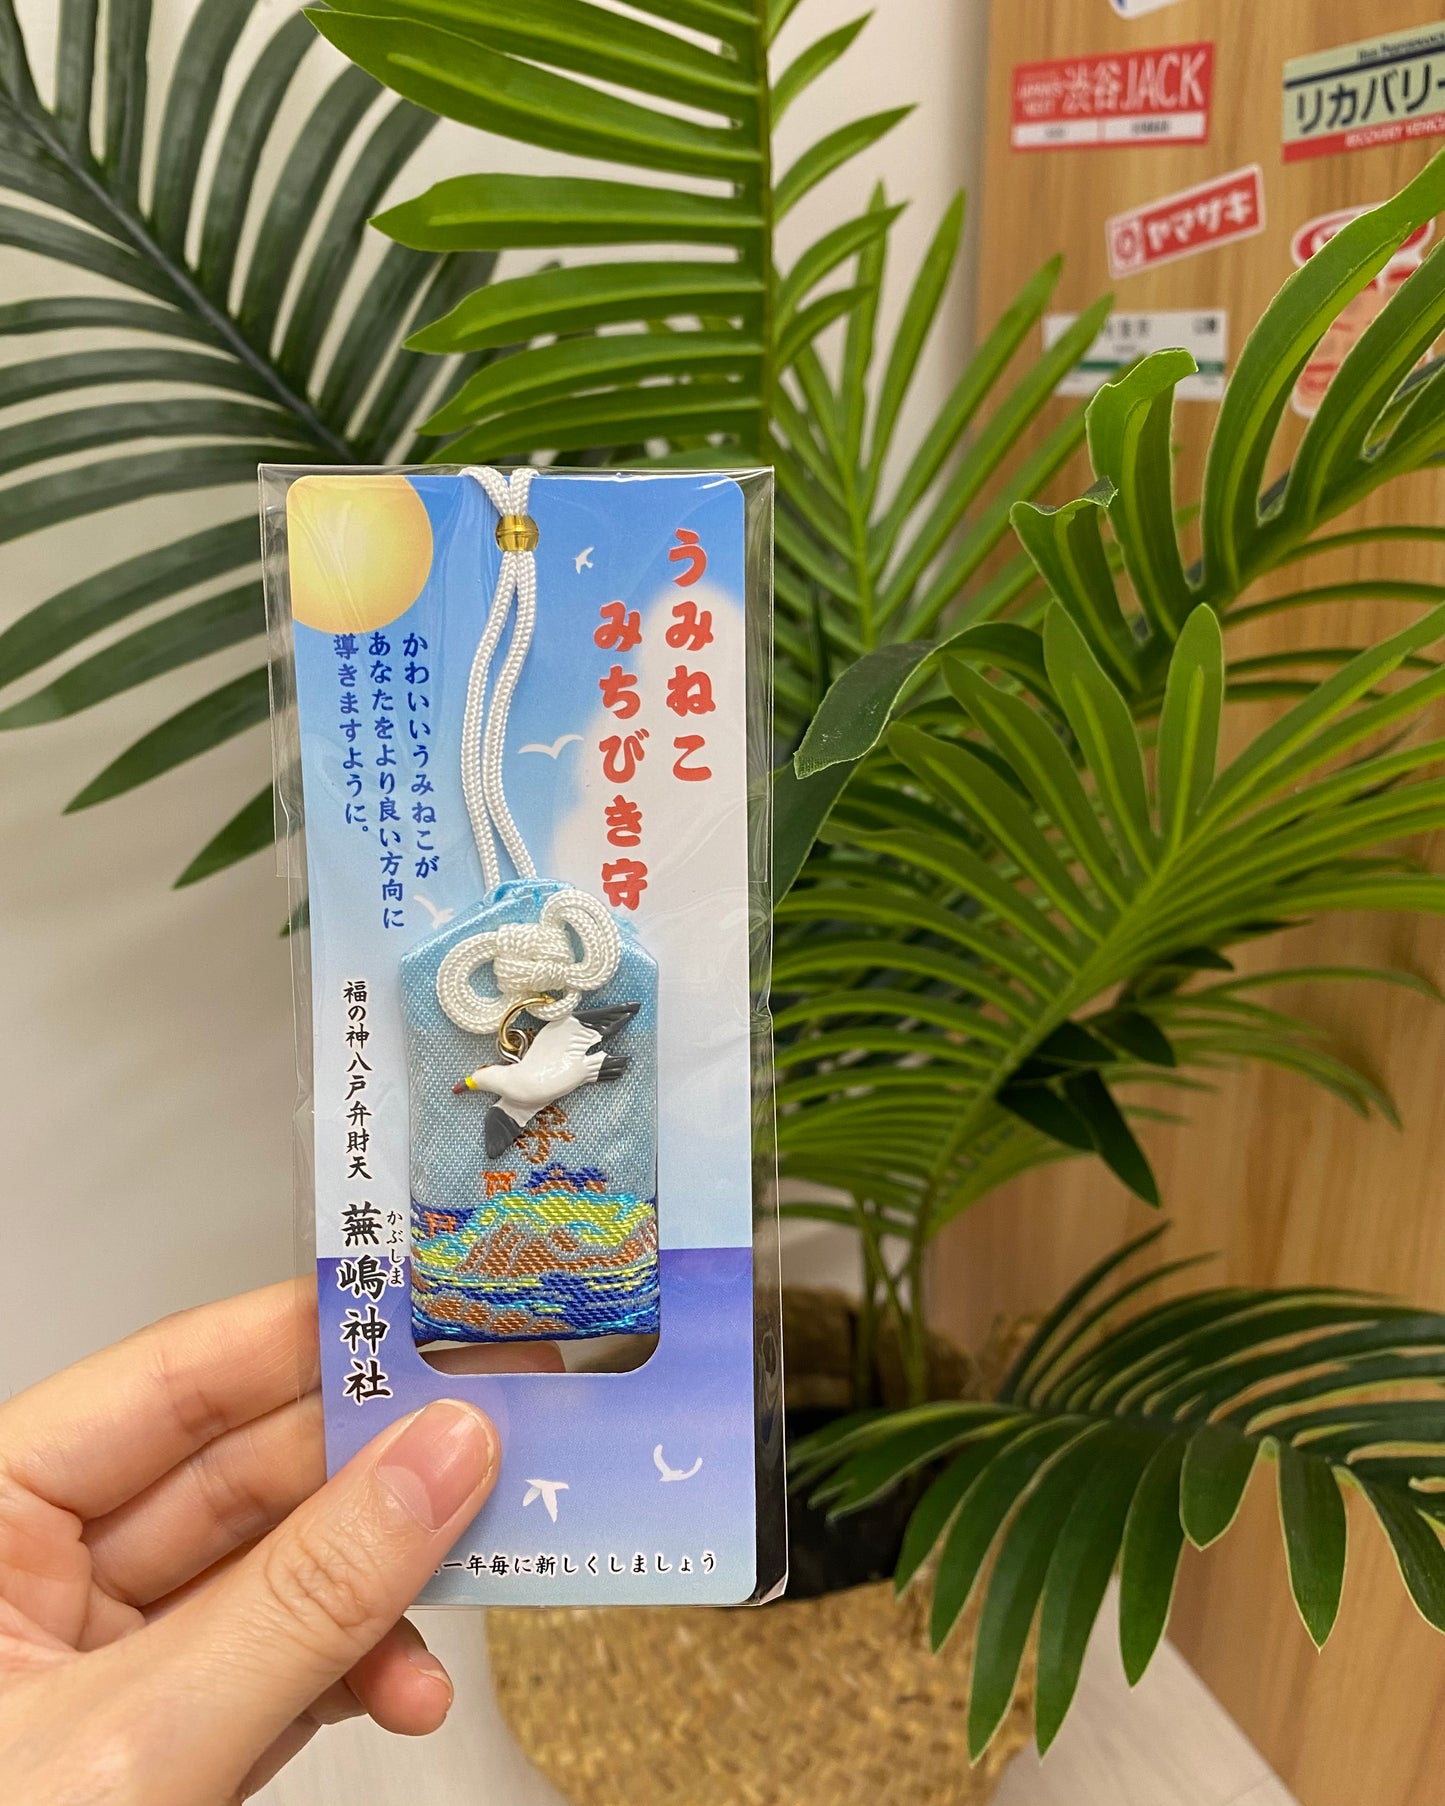 うみねこ
みちびき守
かわいいうみねこが
あなたをより良い方向に
導きますように。
福の神八戸弁財天
蕪嶋神社
かぶしま
一年毎に新しくしましょう
渋谷JACK
リカバリー
RECOVERY VEHICL
ヤマザキ